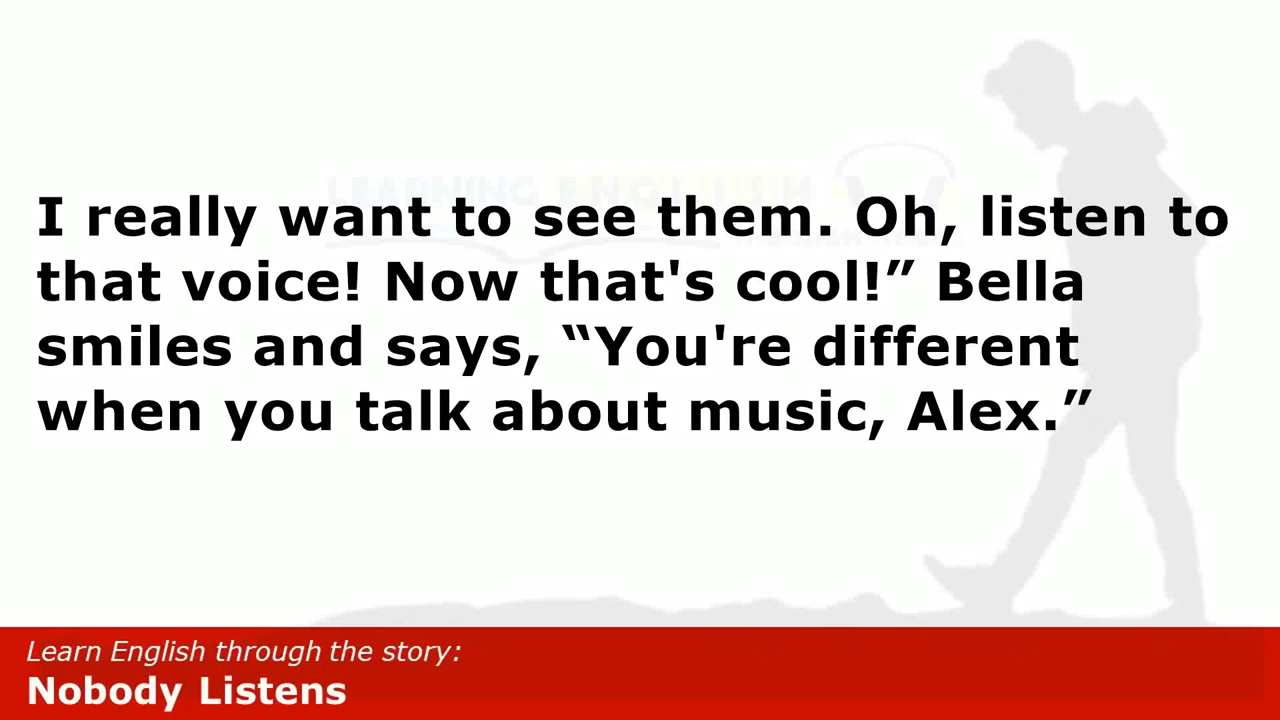 I really want to see them. Oh, listen to
that voice! Now that's cool!” Bella
smiles and says, “You're different
when you talk about music, Alex.”
Learn English through the story:
Nobody Listens